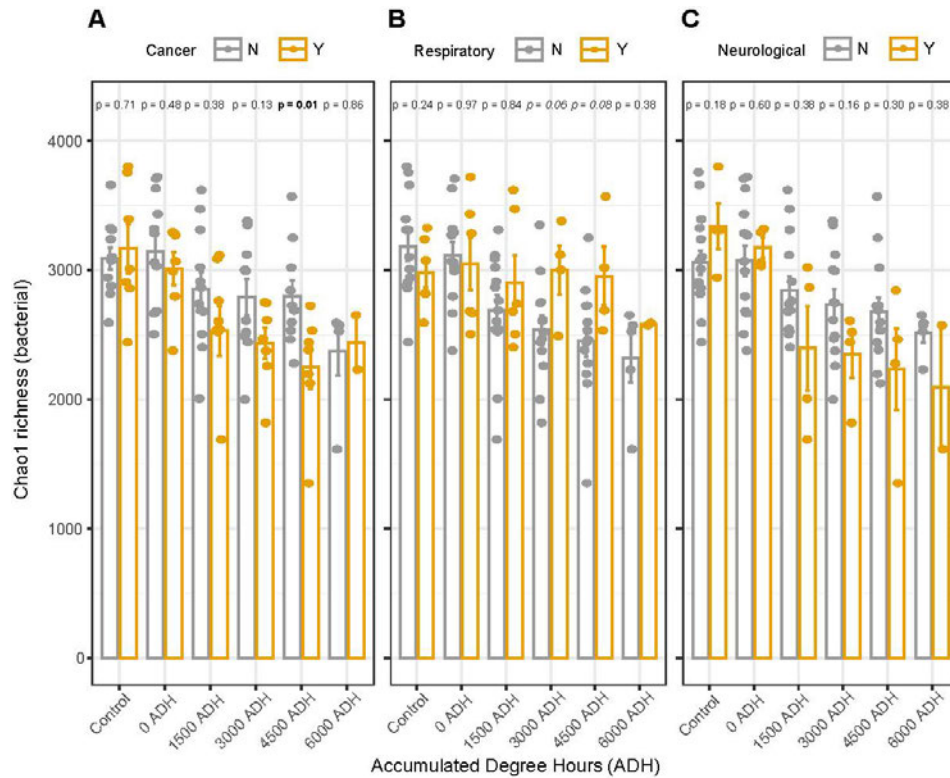 A B C
Cancer N Y Respiratory N Y Neurological N Y
p = 0.71 p = 0.48 p = 0.38 p = 0.13 p = 0.01 p = 0.86 p = 0.24 p = 0.97 p = 0.84 p = 0.06 p = 0.08 p = 0.38 p = 0.18 p = 0.60 p = 0.38 p = 0.16 p = 0.30 p = 0.38
4000
3000
2000
1000
0
Chao1 richness (bacterial)
Control 0 ADH 1500 ADH 3000 ADH 4500 ADH 6000 ADH Control 0 ADH 1500 ADH 3000 ADH 4500 ADH 6000 ADH Control 0 ADH 1500 ADH 3000 ADH 4500 ADH 6000 ADH
Accumulated Degree Hours (ADH)